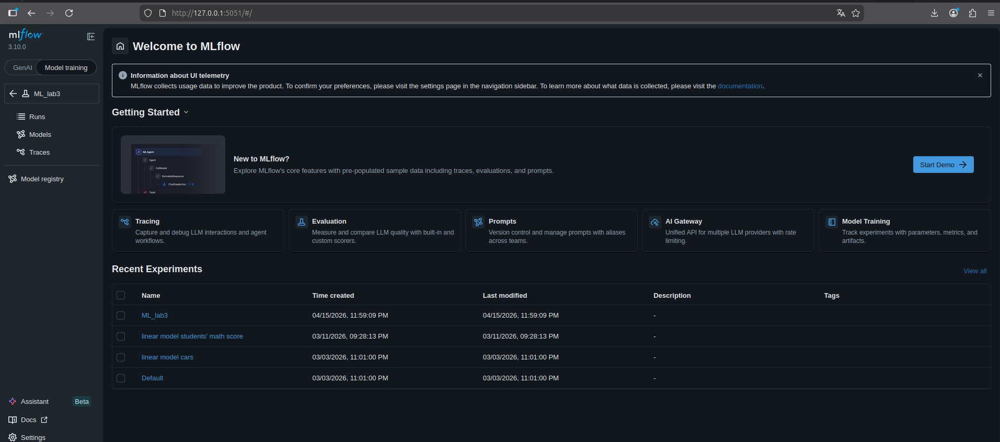 http://127.0.0.1:5051/#/
mlflow
3.10.0
GenAI
Model training
ML_lab3
Runs
Models
Traces
Model registry
Assistant
Beta
Docs
Settings
Welcome to MLflow
Information about UI telemetry
MLflow collects usage data to improve the product. To confirm your preferences, please visit the settings page in the navigation sidebar. To learn more about what data is collected, please visit the documentation.
Getting Started
QA Agent
Agent
CallModel
RunnableSequence
ChatDatabricks
Tools
New to MLflow?
Explore MLflow's core features with pre-populated sample data including traces, evaluations, and prompts.
Start Demo
Tracing
Capture and debug LLM interactions and agent
workflows.
Evaluation
Measure and compare LLM quality with built-in and
custom scorers.
Prompts
Version control and manage prompts with aliases
across teams.
AI Gateway
Unified API for multiple LLM providers with rate
limiting.
Model Training
Track experiments with parameters, metrics, and
artifacts.
Recent Experiments
View all
Name Time created Last modified Description Tags
ML_lab3 04/15/2026, 11:59:09 PM 04/15/2026, 11:59:09 PM -
linear model students' math score 03/11/2026, 09:28:13 PM 03/11/2026, 09:28:13 PM -
linear model cars 03/03/2026, 11:01:00 PM 03/03/2026, 11:01:00 PM -
Default 03/03/2026, 11:01:00 PM 03/03/2026, 11:01:00 PM -